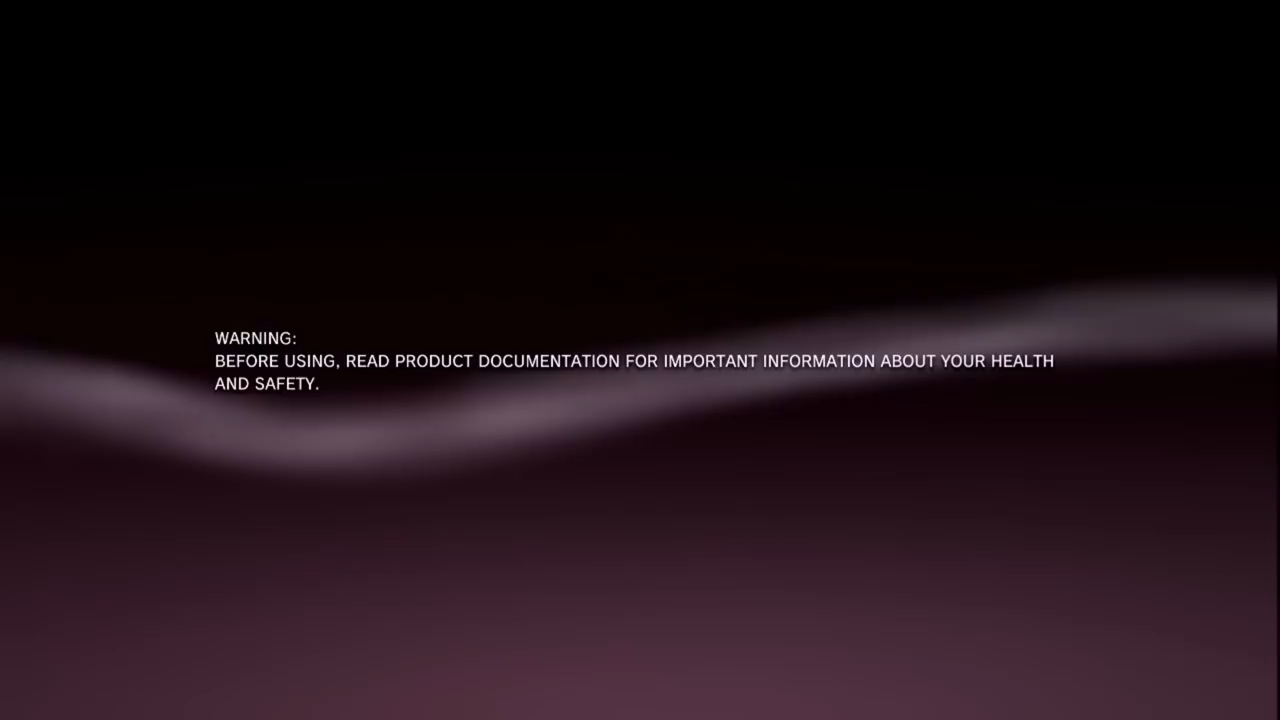 WARNING:
BEFORE USING, READ PRODUCT DOCUMENTATION FOR IMPORTANT INFORMATION ABOUT YOUR HEALTH
AND SAFETY.